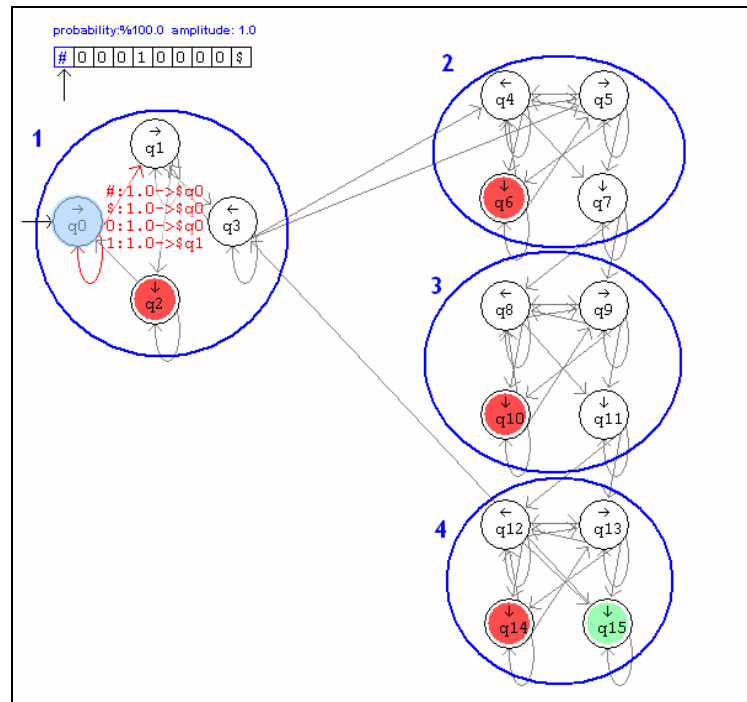 probability:%100.0 amplitude: 1.0
# 0 0 0 1 0 0 0 0 $
1
q1
#:1.0->$q0
$:1.0->$q0
0:1.0->$q0
1:1.0->$q1
q0
q3
q2
2
q4
q5
q6
q7
3
q8
q9
q10
q11
4
q12
q13
q14
q15